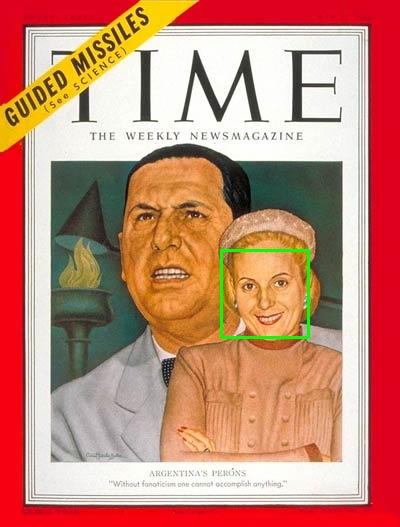 GUIDED MISSILES
(See SCIENCE)
TIME
THE WEEKLY NEWSMAGAZINE
ARGENTINA'S PERÓNS
"Without fanaticism one cannot accomplish anything."